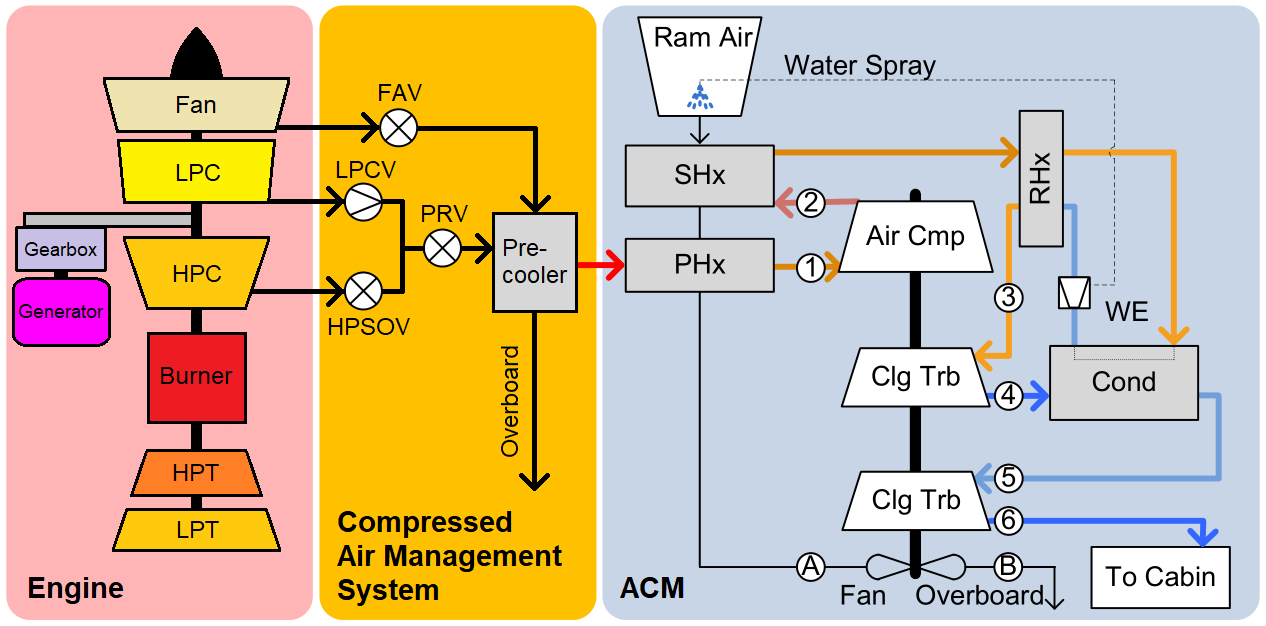 Fan
LPC
Gearbox
HPC
Generator
Burner
HPT
LPT
Engine
FAV
LPCV
PRV
HPSOV
Pre-
cooler
Overboard
Compressed
Air Management
System
Ram Air
Water Spray
SHx
RHx
2
Air Cmp
PHx
1
3
WE
Clg Trb
4
Cond
5
Clg Trb
6
To Cabin
A
B
Fan
Overboard
ACM